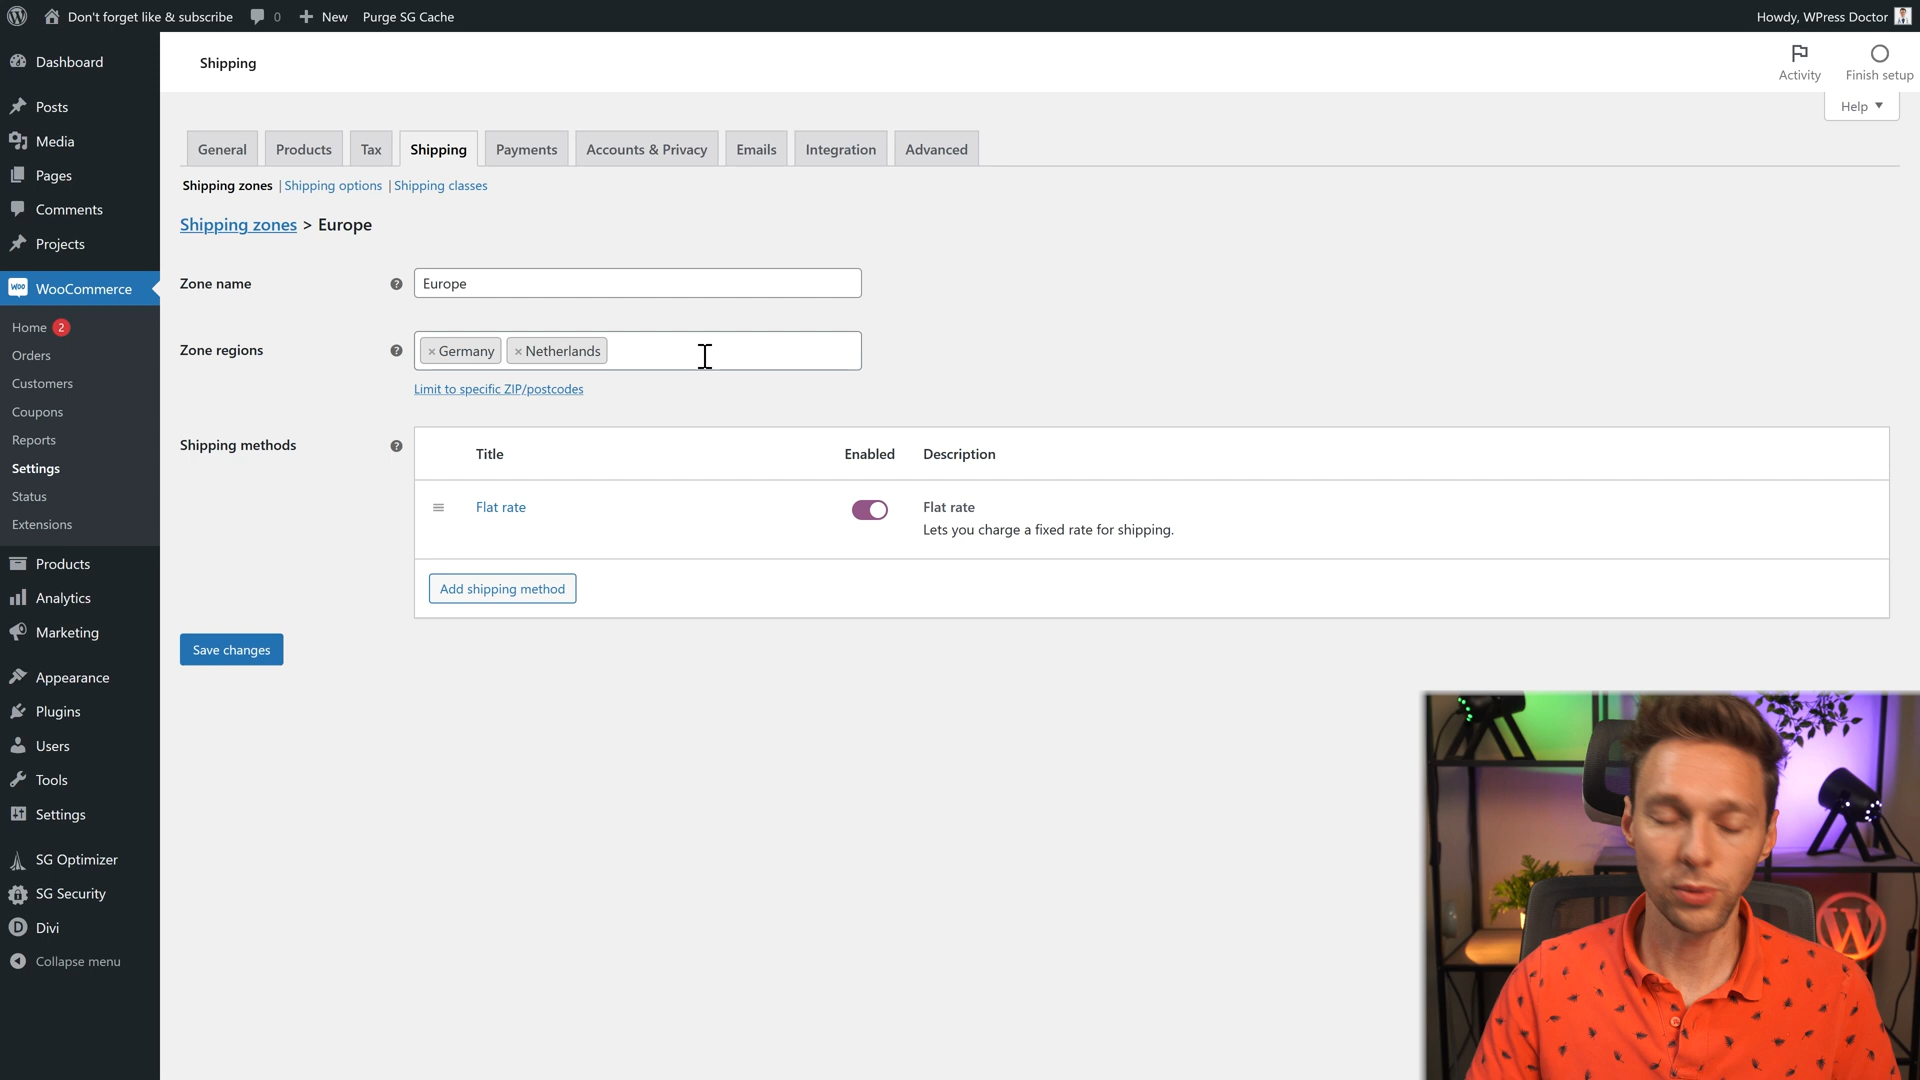 Don't forget like & subscribe 0 New Purge SG Cache Howdy, WPress Doctor
Dashboard
Posts
Media
Pages
Comments
Projects
WooCommerce
Home 2
Orders
Customers
Coupons
Reports
Settings
Status
Extensions
Products
Analytics
Marketing
Appearance
Plugins
Users
Tools
Settings
SG Optimizer
SG Security
Divi
Collapse menu
Shipping
Activity
Finish setup
Help
General Products Tax Shipping Payments Accounts & Privacy Emails Integration Advanced
Shipping zones | Shipping options | Shipping classes
Shipping zones > Europe
Zone name ? Europe
Zone regions ? × Germany × Netherlands
Limit to specific ZIP/postcodes
Shipping methods ?
Title Enabled Description
Flat rate Flat rate
Lets you charge a fixed rate for shipping.
Add shipping method
Save changes